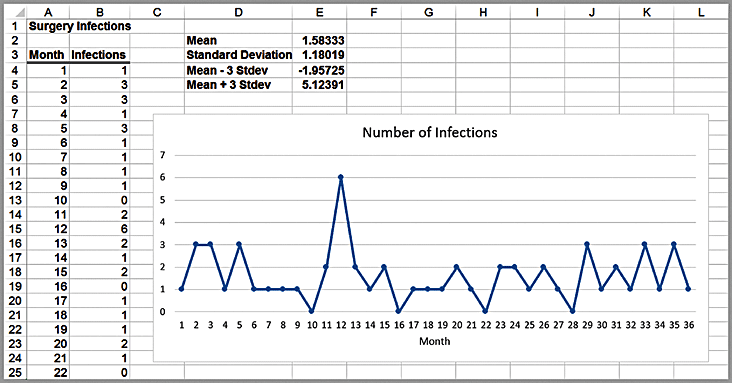 A B C D E F G H I J K L
1 Surgery Infections
2 Mean 1.58333
3 Month Infections Standard Deviation 1.18019
4 1 1 Mean - 3 Stdev -1.95725
5 2 3 Mean + 3 Stdev 5.12391
6 3 3
7 4 1
8 5 3
9 6 1
10 7 1
11 8 1
12 9 1
13 10 0
14 11 2
15 12 6
16 13 2
17 14 1
18 15 2
19 16 0
20 17 1
21 18 1
22 19 1
23 20 2
24 21 1
25 22 0
Number of Infections
7
6
5
4
3
2
1
0
1 2 3 4 5 6 7 8 9 10 11 12 13 14 15 16 17 18 19 20 21 22 23 24 25 26 27 28 29 30 31 32 33 34 35 36
Month